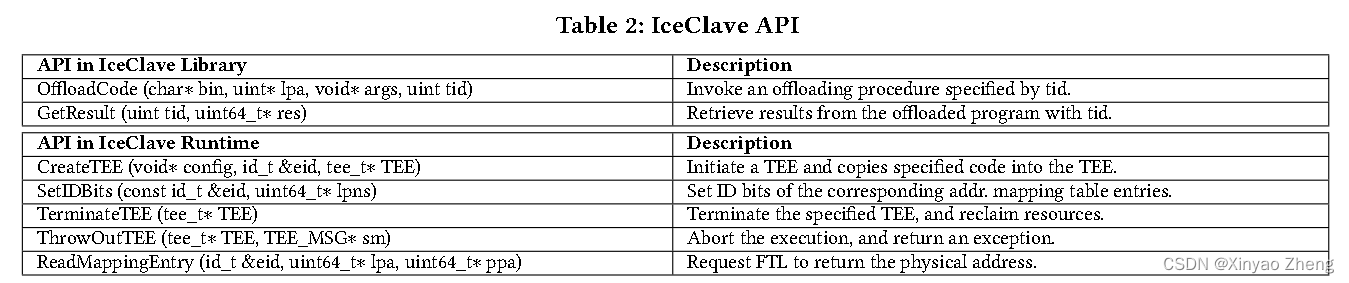 Table 2: IceClave API
API in IceClave Library Description
OffloadCode (char* bin, uint* lpa, void* args, uint tid) Invoke an offloading procedure specified by tid.
GetResult (uint tid, uint64_t* res) Retrieve results from the offloaded program with tid.
API in IceClave Runtime Description
CreateTEE (void* config, id_t &eid, tee_t* TEE) Initiate a TEE and copies specified code into the TEE.
SetIDBits (const id_t &eid, uint64_t* lpns) Set ID bits of the corresponding addr. mapping table entries.
TerminateTEE (tee_t* TEE) Terminate the specified TEE, and reclaim resources.
ThrowOutTEE (tee_t* TEE, TEE_MSG* sm) Abort the execution, and return an exception.
ReadMappingEntry (id_t &eid, uint64_t* lpa, uint64_t* ppa) Request FTL to return the physical address.
CSDN @Xinyao Zheng